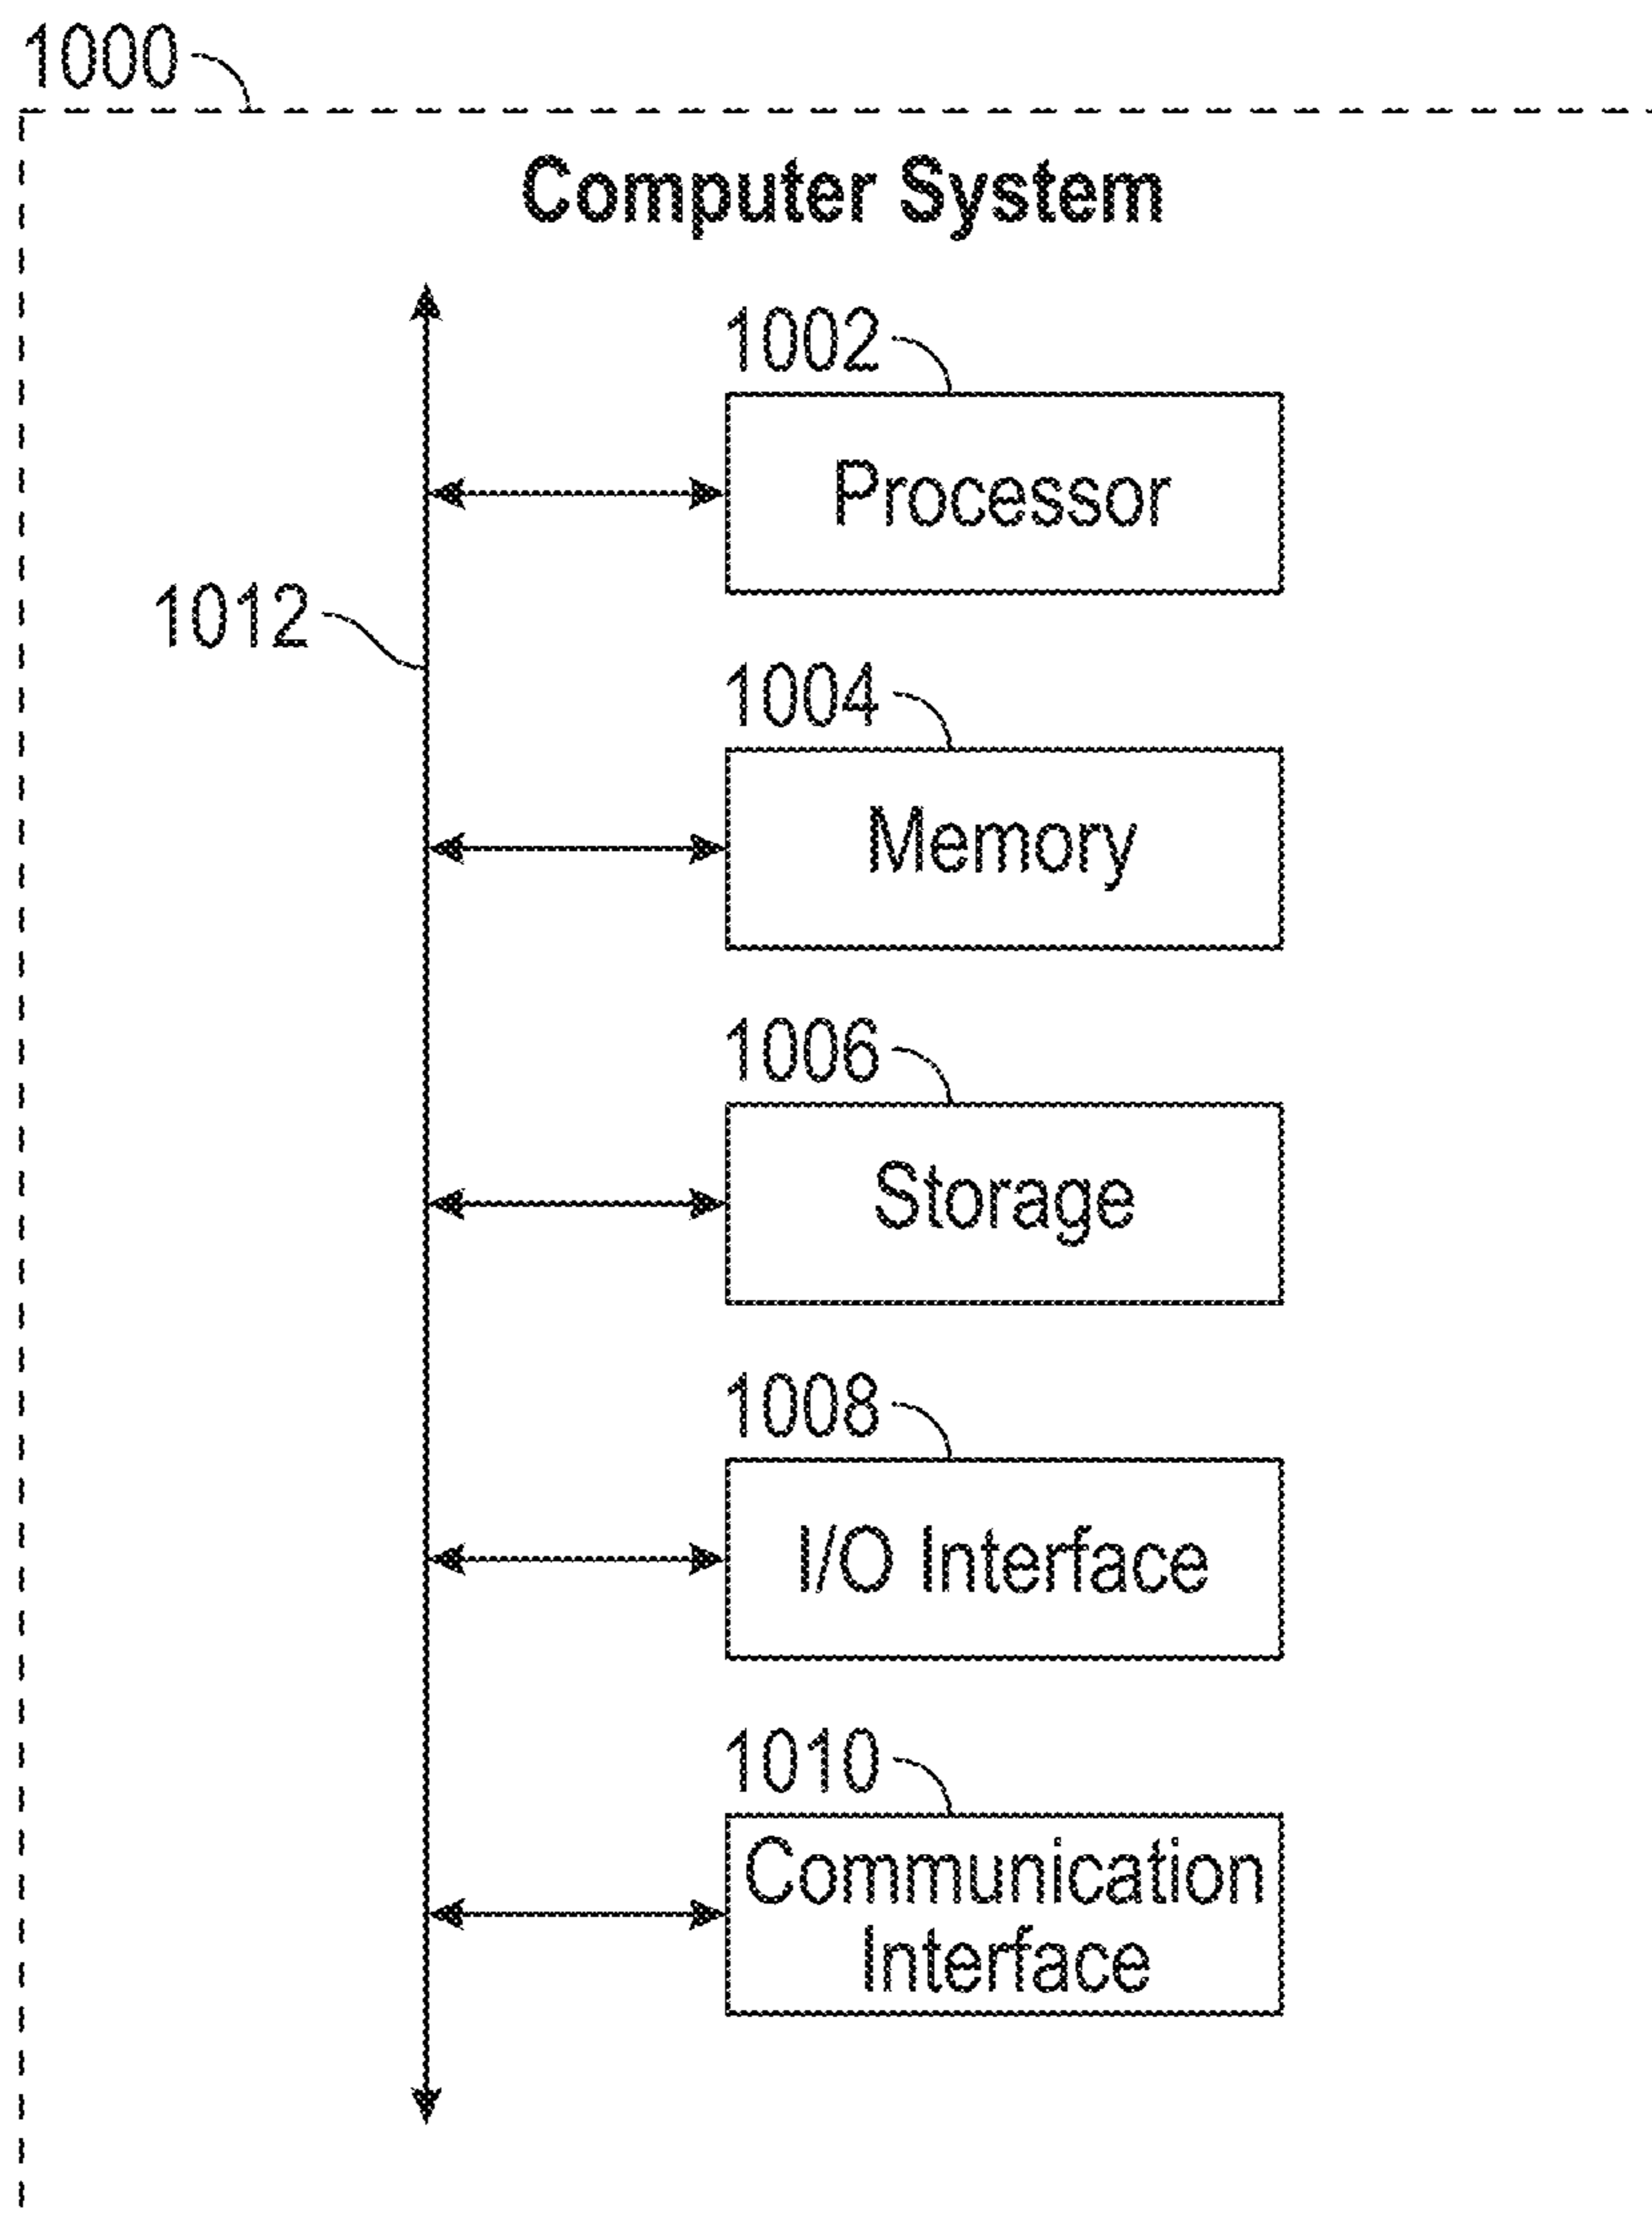 1000
Computer System
1002
Processor
1012
1004
Memory
1006
Storage
1008
I/O Interface
1010
Communication
Interface